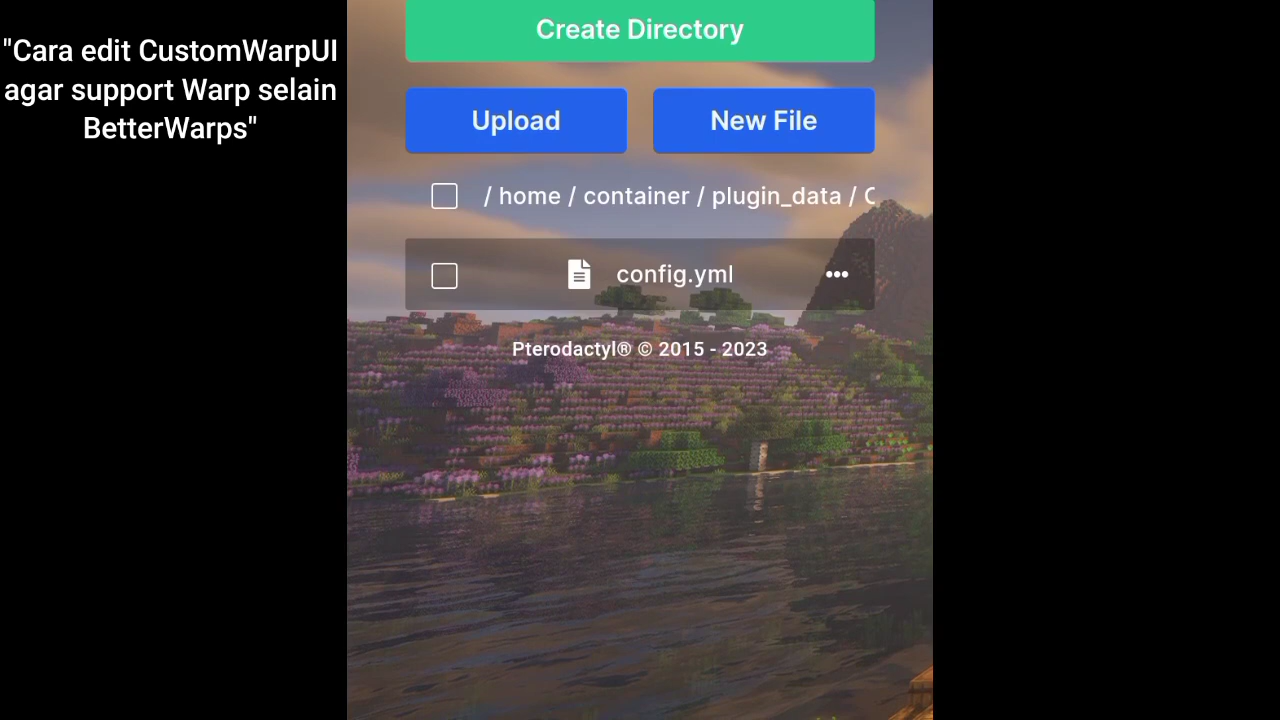 "Cara edit CustomWarpUI
agar support Warp selain
BetterWarps"
Create Directory
Upload
New File
/ home / container / plugin_data /
config.yml
Pterodactyl® © 2015 - 2023